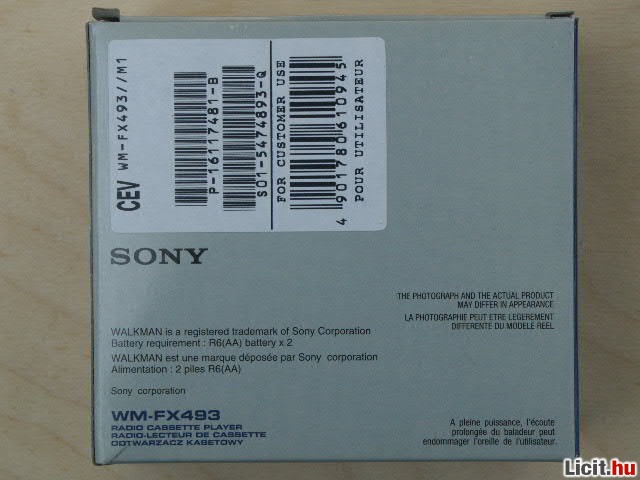 CEV WM-FX493//M1
P-16117481-B
S01-5474893-Q
FOR CUSTOMER USE
4 901780 610945
POUR UTILISATEUR
SONY
THE PHOTOGRAPH AND THE ACTUAL PRODUCT
MAY DIFFER IN APPEARANCE
LA PHOTOGRAPHIE PEUT ETRE LEGEREMENT
DIFFERENTE DU MODELE REEL
WALKMAN is a registered trademark of Sony Corporation
Battery requirement : R6(AA) battery x 2
WALKMAN est une marque déposée par Sony corporation
Alimentation : 2 piles R6(AA)
Sony corporation
WM-FX493
RADIO CASSETTE PLAYER
RADIO-LECTEUR DE CASSETTE
ODTWARZACZ KASETOWY
A pleine puissance, l'écoute
prolongée du baladeur peut
endommager l'oreille de l'utilisateur.
Licit.hu